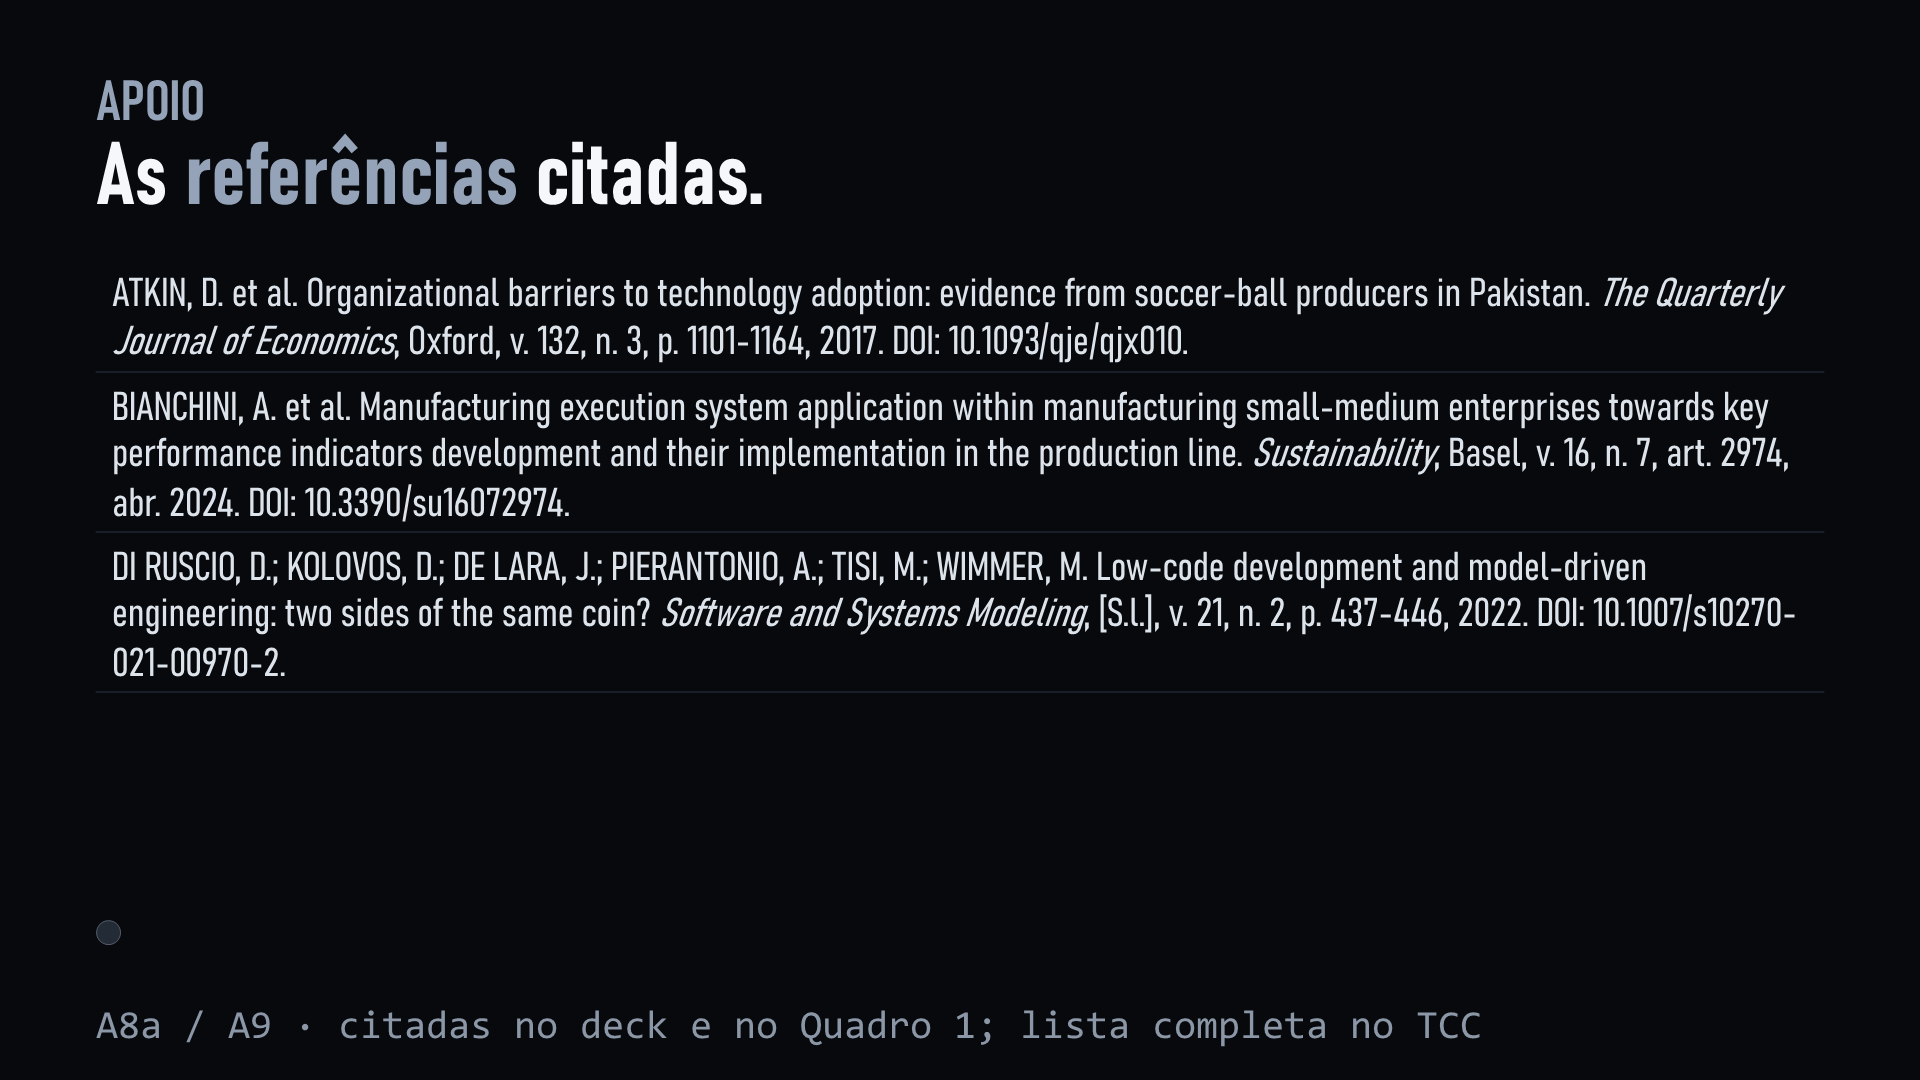 APOIO
As referências citadas.
ATKIN, D. et al. Organizational barriers to technology adoption: evidence from soccer-ball producers in Pakistan. The Quarterly
Journal of Economics, Oxford, v. 132, n. 3, p. 1101-1164, 2017. DOI: 10.1093/qje/qjx010.
BIANCHINI, A. et al. Manufacturing execution system application within manufacturing small-medium enterprises towards key
performance indicators development and their implementation in the production line. Sustainability, Basel, v. 16, n. 7, art. 2974,
abr. 2024. DOI: 10.3390/su16072974.
DI RUSCIO, D.; KOLOVOS, D.; DE LARA, J.; PIERANTONIO, A.; TISI, M.; WIMMER, M. Low-code development and model-driven
engineering: two sides of the same coin? Software and Systems Modeling, [S.l.], v. 21, n. 2, p. 437-446, 2022. DOI: 10.1007/s10270-
021-00970-2.
A8a / A9 · citadas no deck e no Quadro 1; lista completa no TCC